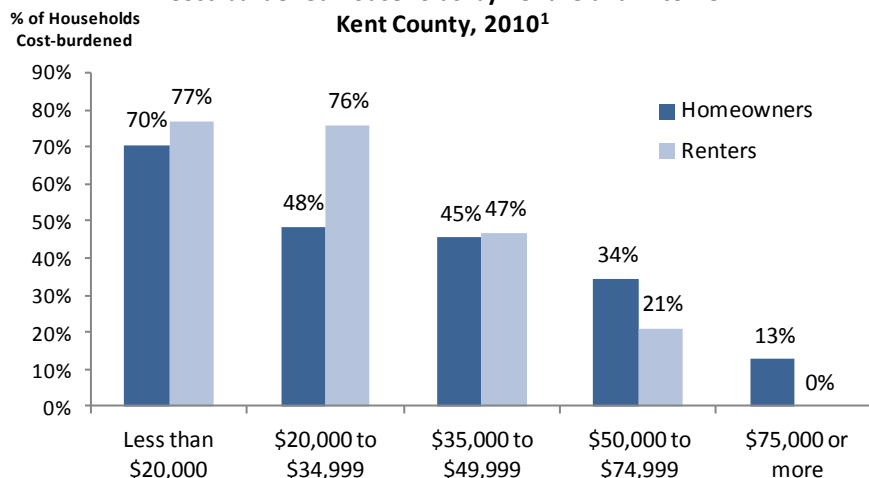 Kent County, 2010¹
% of Households
Cost-burdened
90%
80%
70%
60%
50%
40%
30%
20%
10%
0%
70%
77%
48%
76%
45%
47%
34%
21%
13%
0%
Homeowners
Renters
Less than
$20,000
$20,000 to
$34,999
$35,000 to
$49,999
$50,000 to
$74,999
$75,000 or
more